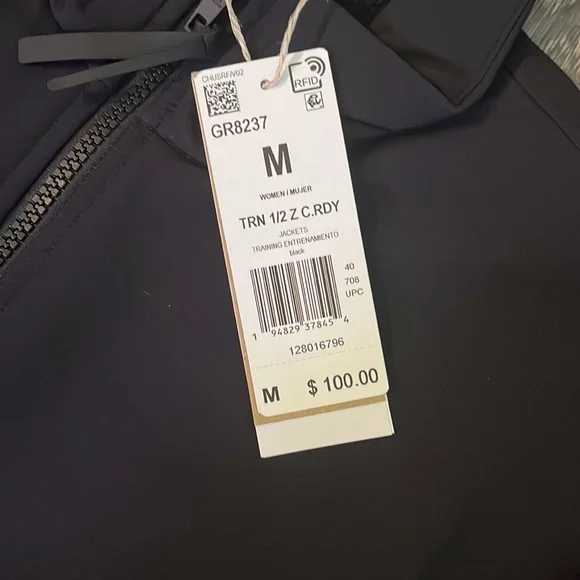 CHUSRFIV02
RFID
GR8237
M
WOMEN / MUJER
TRN 1/2 Z C.RDY
JACKETS
TRAINING ENTRENAMIENTO
black
40
708
UPC
1 94829 37845 4
128016796
M $ 100.00